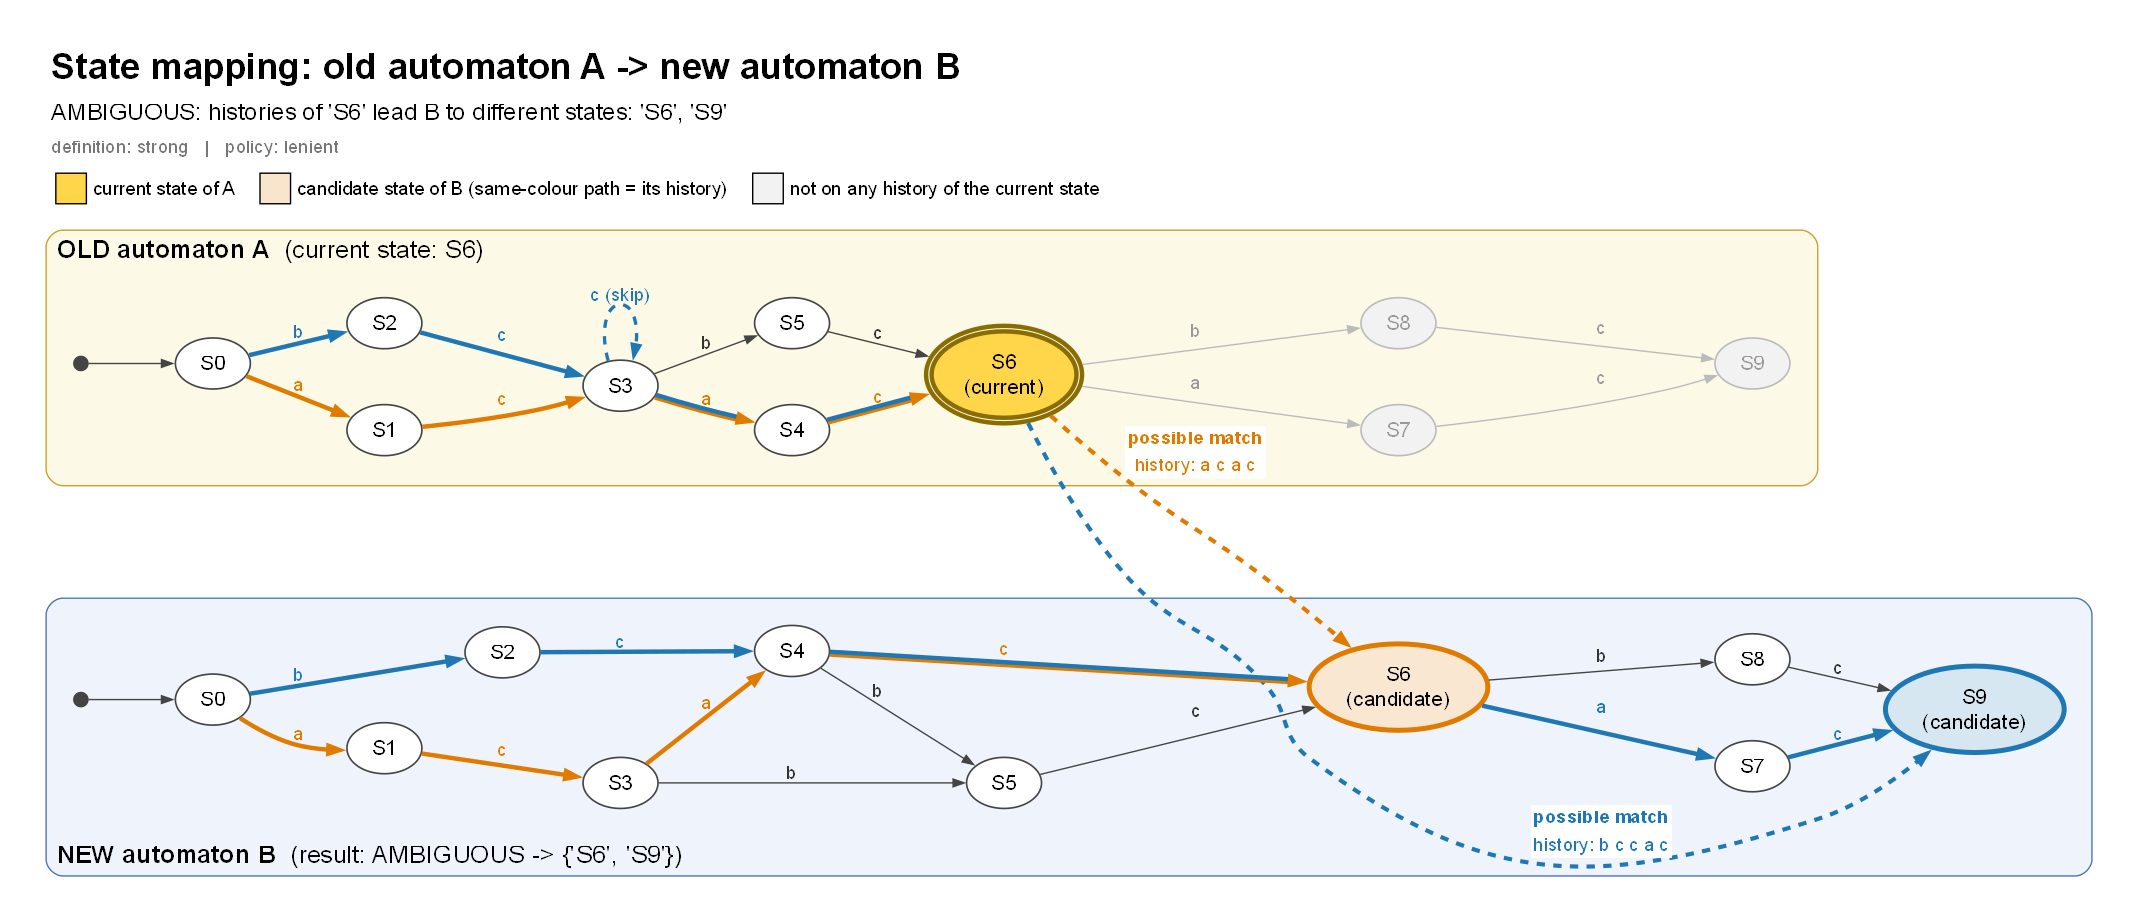 State mapping: old automaton A -> new automaton B
AMBIGUOUS: histories of 'S6' lead B to different states: 'S6', 'S9'
definition: strong | policy: lenient
current state of A
candidate state of B (same-colour path = its history)
not on any history of the current state
OLD automaton A (current state: S6)
c (skip)
b
S2
c
S0
a
S1
c
S3
b
S5
c
a
S4
c
S6
(current)
b
S8
c
a
S7
c
S9
possible match
history: a c a c
S0
b
S2
c
S4
c
a
S1
c
S3
a
b
b
S5
c
S6
(candidate)
b
S8
c
a
S7
c
S9
(candidate)
possible match
history: b c c a c
NEW automaton B (result: AMBIGUOUS -> {'S6', 'S9'})